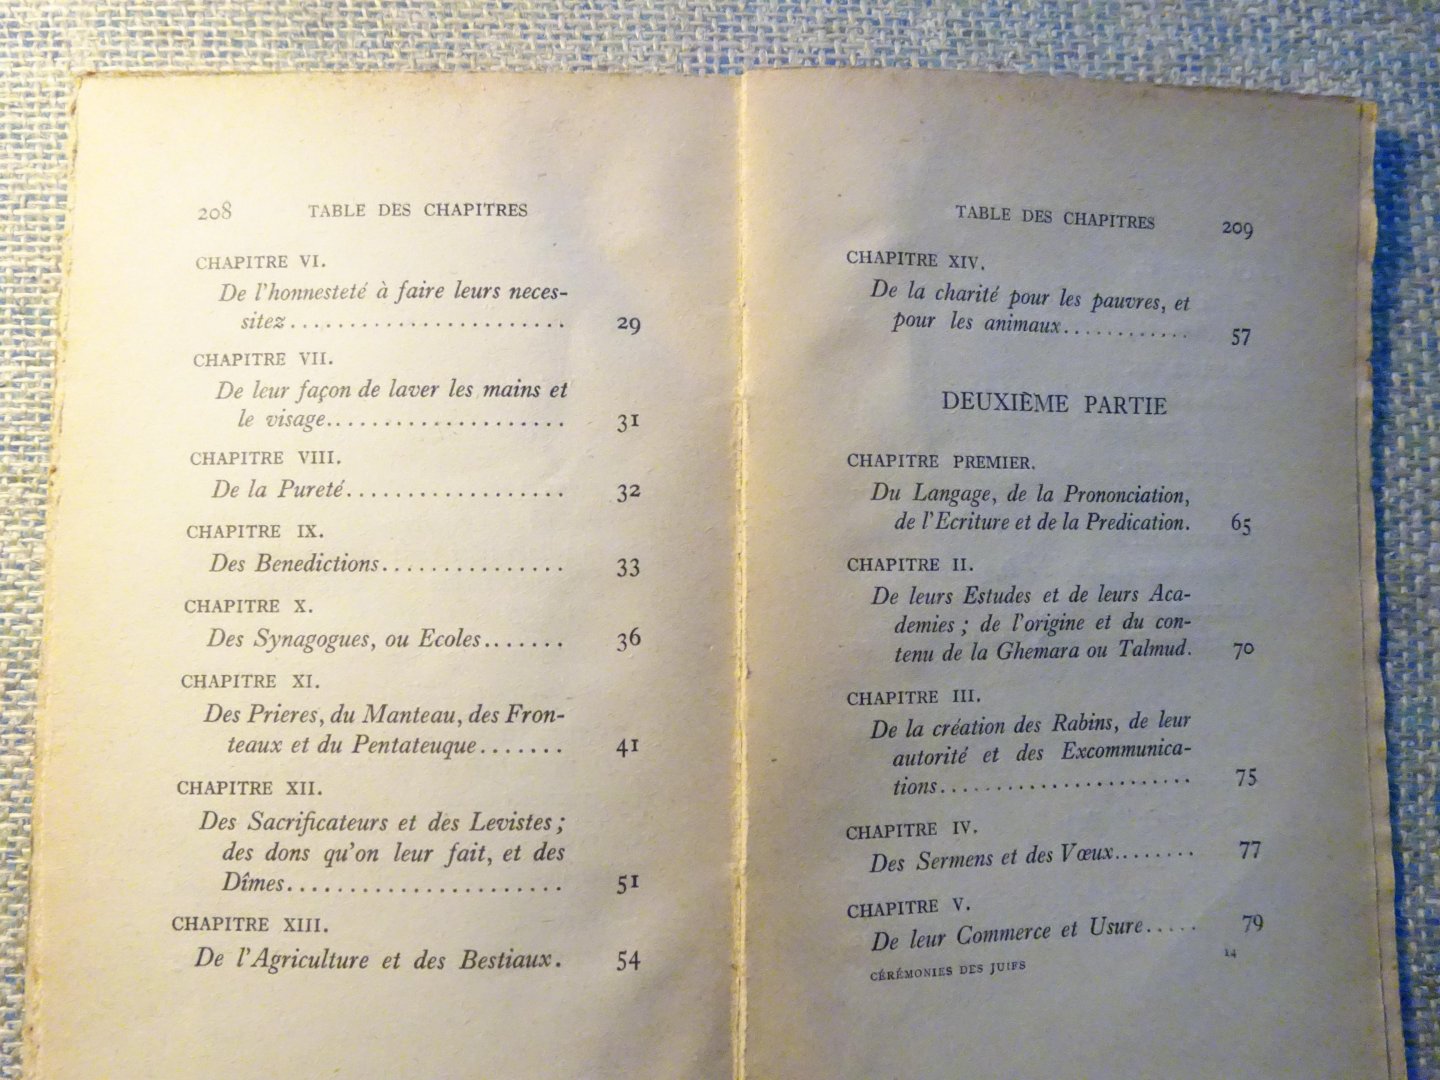 208 TABLE DES CHAPITRES
CHAPITRE VI.
De l'honnesteté à faire leurs neces-
sitez....................... 29
CHAPITRE VII.
De leur façon de laver les mains et
le visage.................... 31
CHAPITRE VIII.
De la Pureté.................. 32
CHAPITRE IX.
Des Benedictions............... 33
CHAPITRE X.
Des Synagogues, ou Ecoles....... 36
CHAPITRE XI.
Des Prieres, du Manteau, des Fron-
teaux et du Pentateuque....... 41
CHAPITRE XII.
Des Sacrificateurs et des Levistes ;
des dons qu'on leur fait, et des
Dîmes....................... 51
CHAPITRE XIII.
De l'Agriculture et des Bestiaux. 54
TABLE DES CHAPITRES 209
CHAPITRE XIV.
De la charité pour les pauvres, et
pour les animaux............ 57
DEUXIÈME PARTIE
CHAPITRE PREMIER.
Du Langage, de la Prononciation,
de l'Ecriture et de la Predication. 65
CHAPITRE II.
De leurs Estudes et de leurs Aca-
demies ; de l'origine et du con-
tenu de la Ghemara ou Talmud. 70
CHAPITRE III.
De la création des Rabins, de leur
autorité et des Excommunica-
tions...................... 75
CHAPITRE IV.
Des Sermens et des Vœux........ 77
CHAPITRE V.
De leur Commerce et Usure..... 79
CÉRÉMONIES DES JUIFS 14